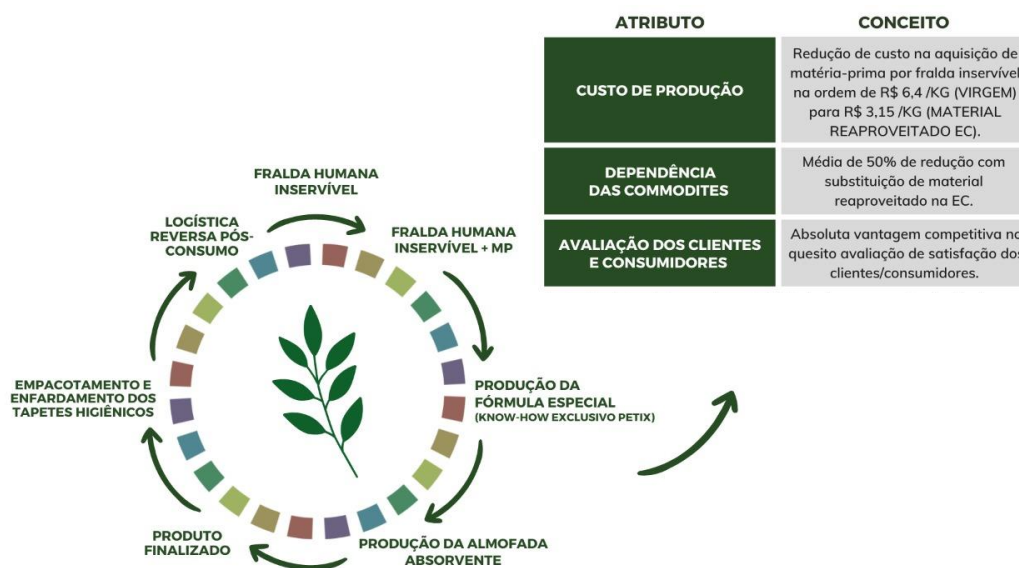 ATRIBUTO
CONCEITO
CUSTO DE PRODUÇÃO
Redução de custo na aquisição de
matéria-prima por fralda inservível
na ordem de R$ 6,4 /KG (VIRGEM)
para R$ 3,15 /KG (MATERIAL
REAPROVEITADO EC).
DEPENDÊNCIA
DAS COMMODITES
Média de 50% de redução com
substituição de material
reaproveitado na EC.
AVALIAÇÃO DOS CLIENTES
E CONSUMIDORES
Absoluta vantagem competitiva no
quesito avaliação de satisfação dos
clientes/consumidores.
FRALDA HUMANA
INSERVÍVEL
FRALDA HUMANA
INSERVÍVEL + MP
PRODUÇÃO DA
FÓRMULA ESPECIAL
(KNOW-HOW EXCLUSIVO PETIX)
PRODUÇÃO DA ALMOFADA
ABSORVENTE
PRODUTO
FINALIZADO
EMPACOTAMENTO E
ENFARDAMENTO DOS
TAPETES HIGIÊNICOS
LOGÍSTICA
REVERSA PÓS-
CONSUMO